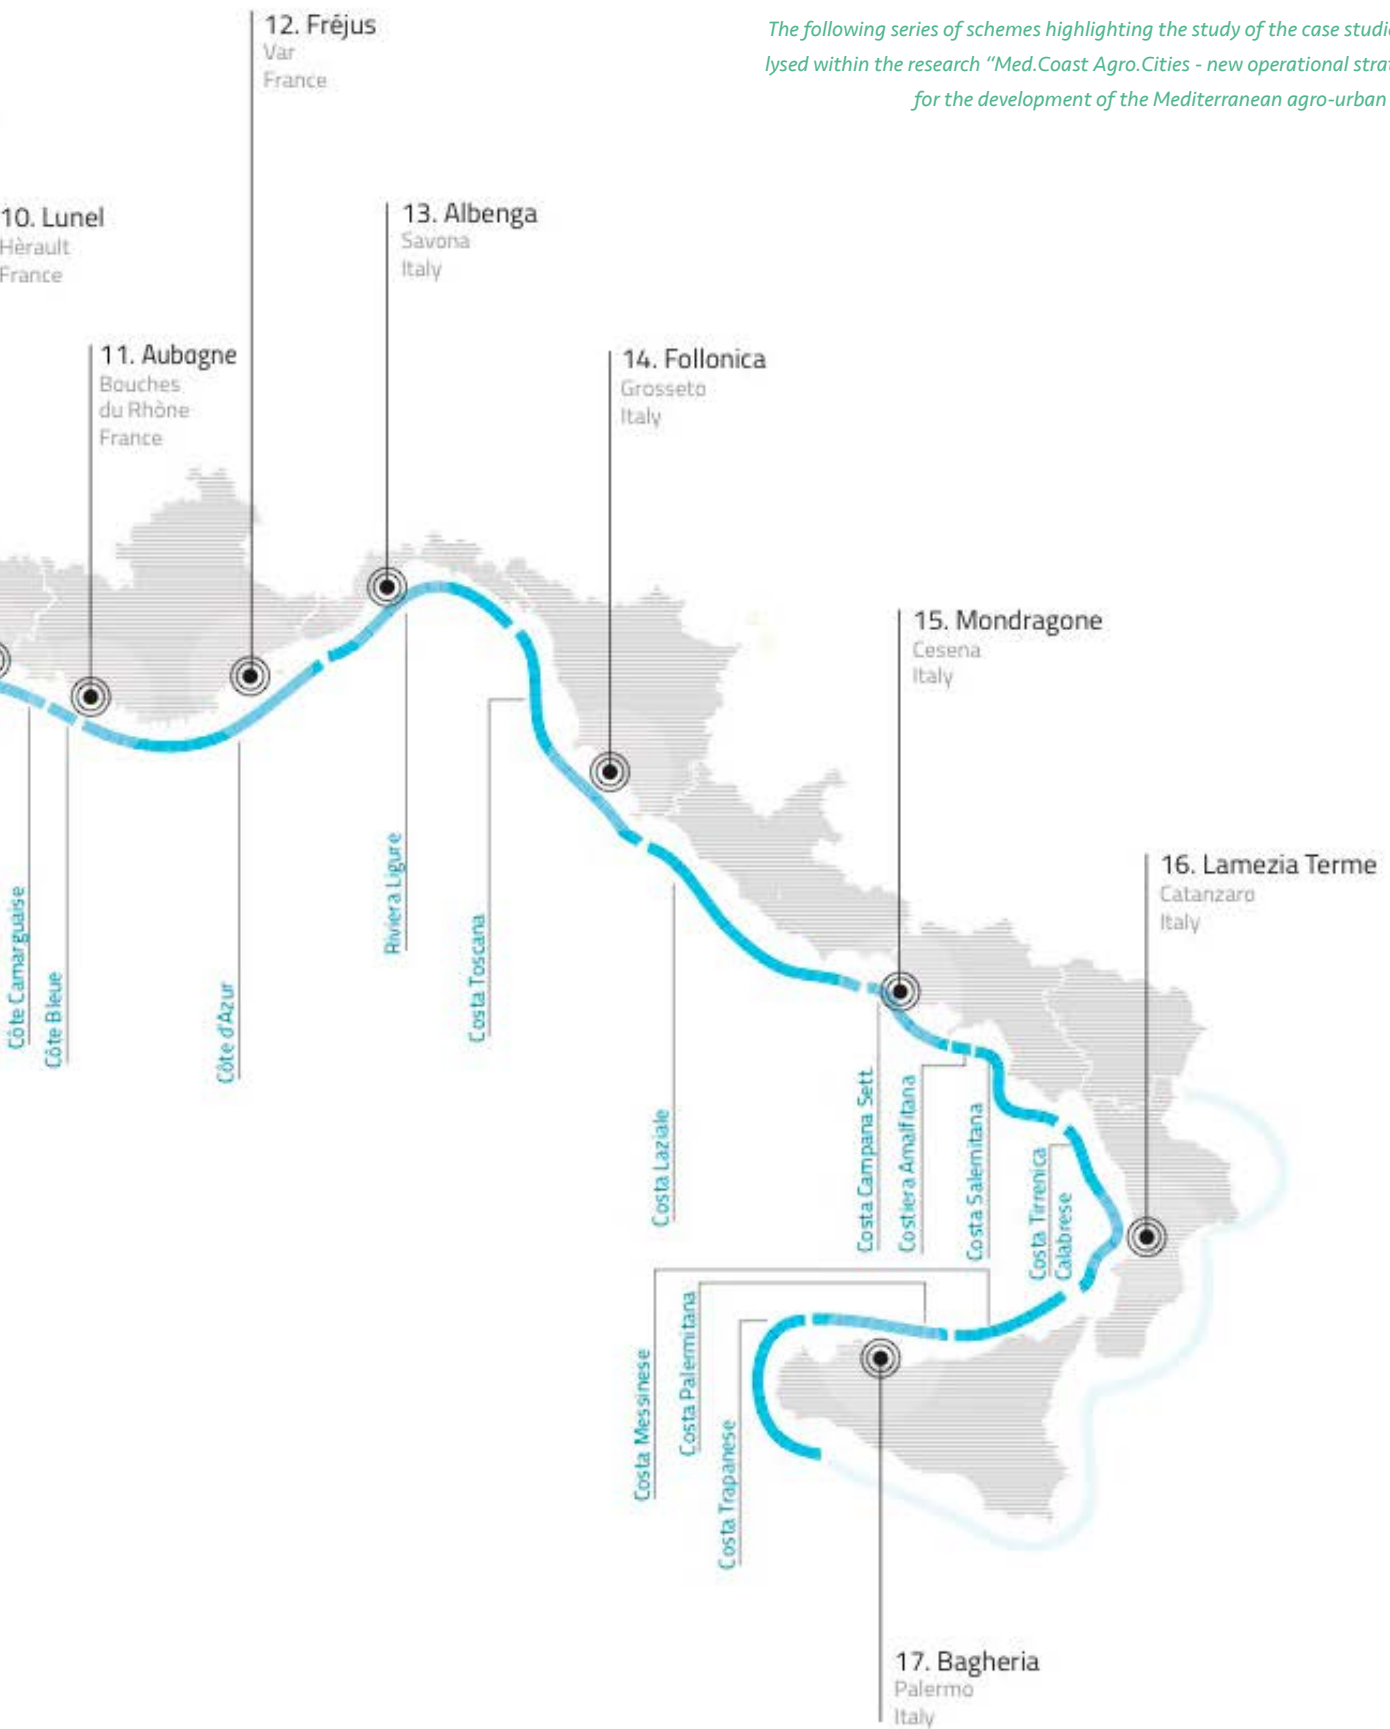 The following series of schemes highlighting the study of the case studie
lysed within the research “Med.Coast Agro.Cities - new operational strat
for the development of the Mediterranean agro-urban
12. Fréjus
Var
France
10. Lunel
Hèrault
France
13. Albenga
Savona
Italy
11. Aubagne
Bouches
du Rhône
France
14. Follonica
Grosseto
Italy
15. Mondragone
Cesena
Italy
16. Lamezia Terme
Catanzaro
Italy
Côte Camarguaise
Côte Bleue
Côte d'Azur
Riviera Ligure
Costa Toscana
Costa Laziale
Costa Campana Sett.
Costiera Amalfitana
Costa Salernitana
Costa Tirrenica
Calabrese
Costa Messinese
Costa Palermitana
Costa Trapanese
17. Bagheria
Palermo
Italy